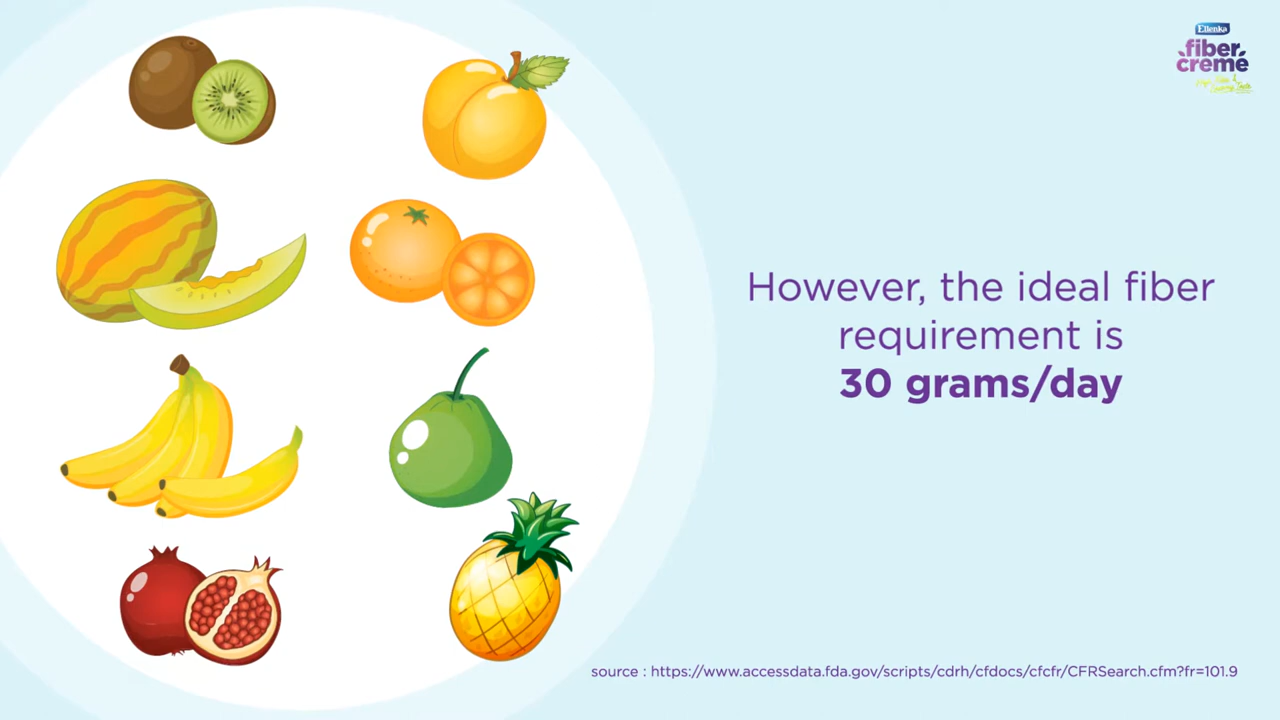 Ellenka
fiber
creme
However, the ideal fiber
requirement is
30 grams/day
source : https://www.accessdata.fda.gov/scripts/cdrh/cfdocs/cfcfr/CFRSearch.cfm?fr=101.9